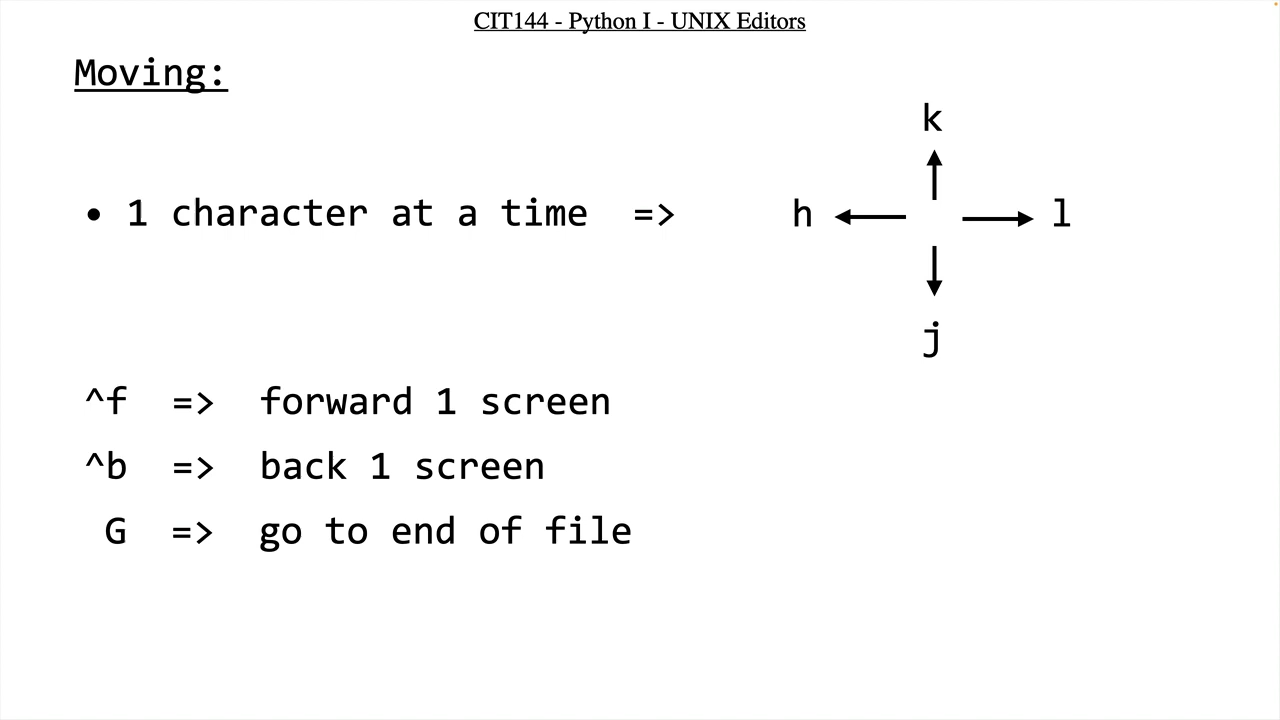 CIT144 - Python I - UNIX Editors
Moving:
k
• 1 character at a time => h l
j
^f => forward 1 screen
^b => back 1 screen
G => go to end of file